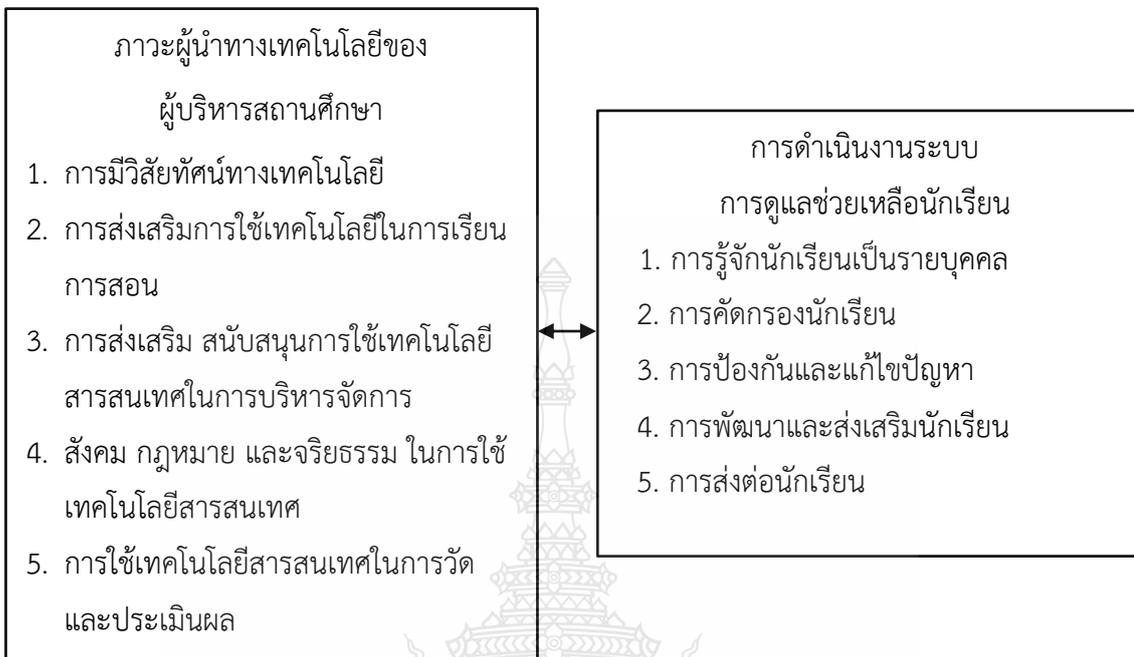 ภาวะผู้นำทางเทคโนโลยีของ
ผู้บริหารสถานศึกษา
1. การมีวิสัยทัศน์ทางเทคโนโลยี
2. การส่งเสริมการใช้เทคโนโลยีในการเรียน
การสอน
3. การส่งเสริม สนับสนุนการใช้เทคโนโลยี
สารสนเทศในการบริหารจัดการ
4. สังคม กฎหมาย และจริยธรรม ในการใช้
เทคโนโลยีสารสนเทศ
5. การใช้เทคโนโลยีสารสนเทศในการวัด
และประเมินผล
การดำเนินงานระบบ
การดูแลช่วยเหลือนักเรียน
1. การรู้จักนักเรียนเป็นรายบุคคล
2. การคัดกรองนักเรียน
3. การป้องกันและแก้ไขปัญหา
4. การพัฒนาและส่งเสริมนักเรียน
5. การส่งต่อนักเรียน